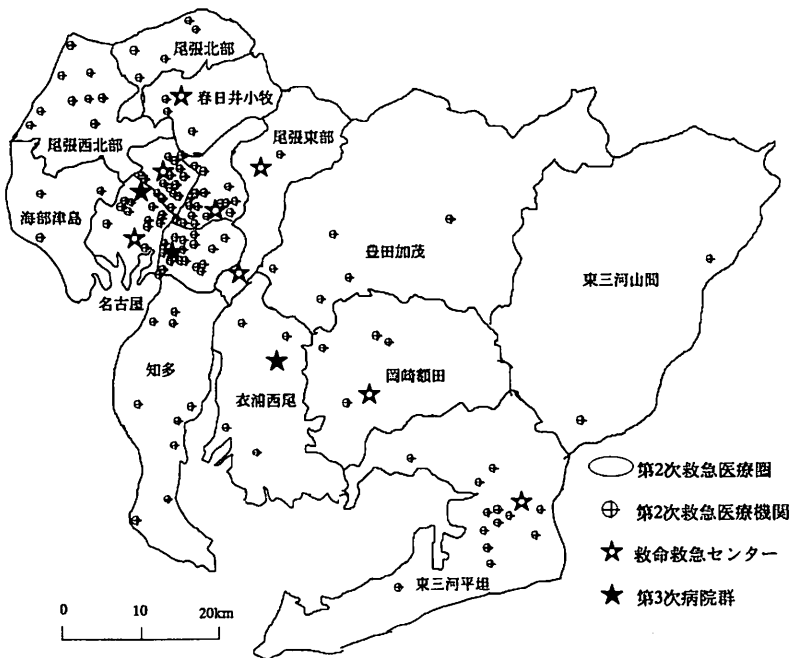 尾張北部
春日井小牧
尾張東部
尾張西北部
海部津島
名古屋
豊田加茂
東三河山間
知多
衣浦西尾
岡崎額田
東三河平坦
第2次救急医療圏
第2次救急医療機関
救命救急センター
第3次病院群
0 10 20km